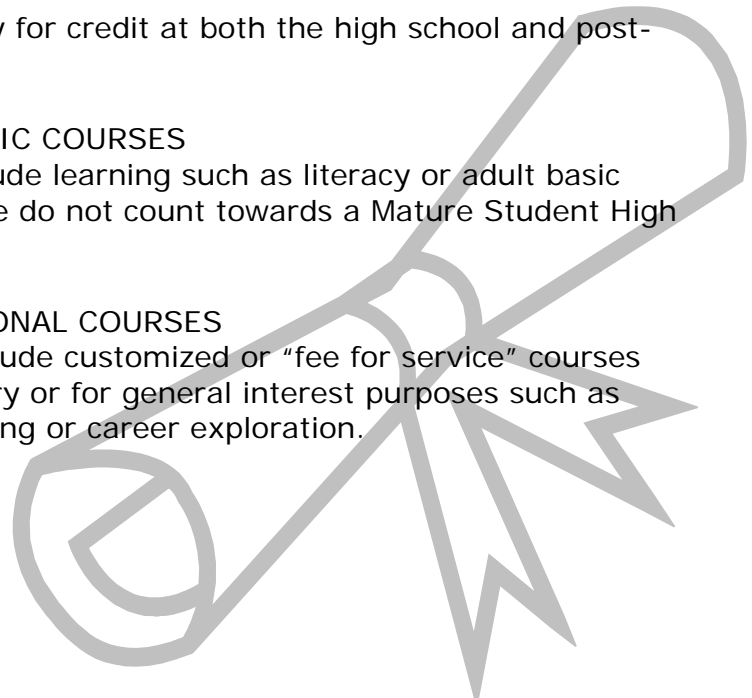 for credit at both the high school and post-
IC COURSES
ude learning such as literacy or adult basic
e do not count towards a Mature Student High
ONAL COURSES
ude customized or “fee for service” courses
ry or for general interest purposes such as
ng or career exploration.